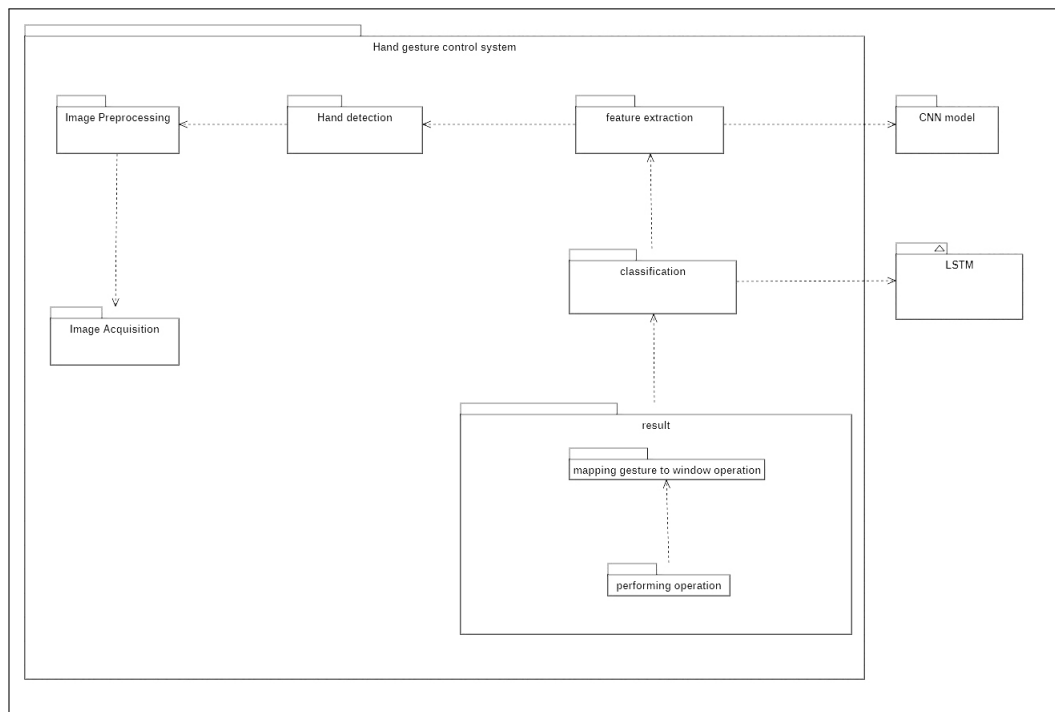 Hand gesture control system
Image Preprocessing
Hand detection
feature extraction
CNN model
classification
LSTM
Image Acquisition
result
mapping gesture to window operation
performing operation